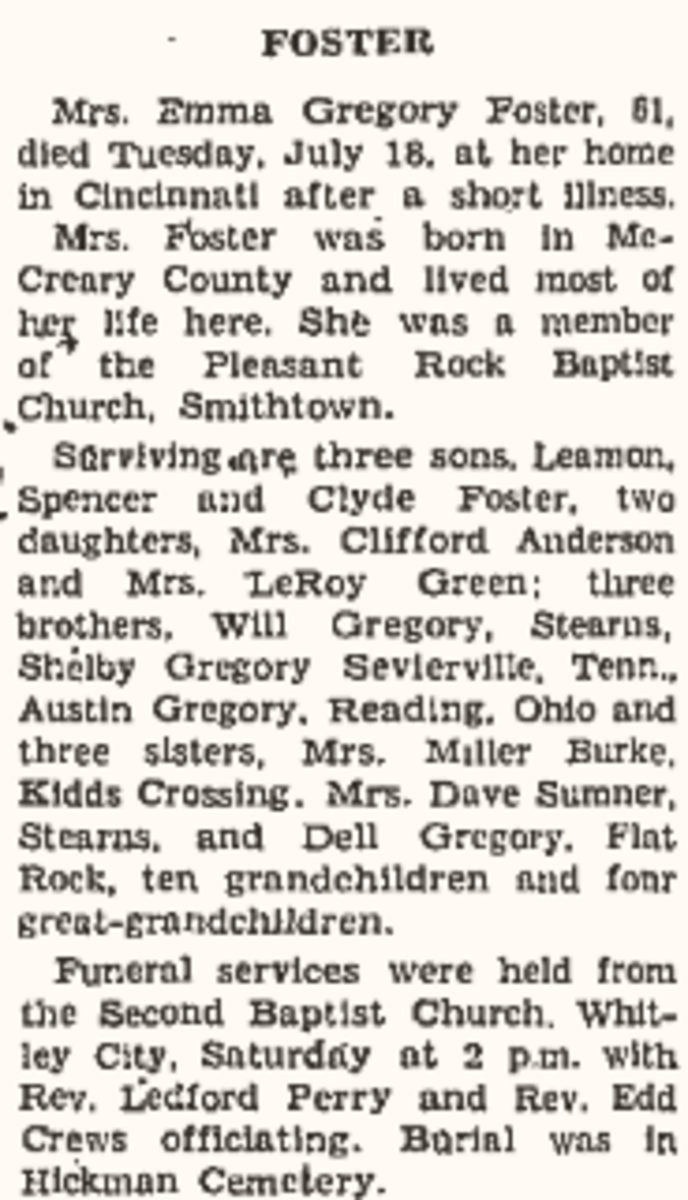 FOSTER
Mrs. Emma Gregory Foster, 61,
died Tuesday, July 18, at her home
in Cincinnati after a short illness.
Mrs. Foster was born in Mc-
Creary County and lived most of
her life here. She was a member
of the Pleasant Rock Baptist
Church, Smithtown.
Surviving are three sons, Leamon,
Spencer and Clyde Foster, two
daughters, Mrs. Clifford Anderson
and Mrs. LeRoy Green; three
brothers, Will Gregory, Stearns,
Shelby Gregory Sevierville, Tenn.,
Austin Gregory, Reading, Ohio and
three sisters, Mrs. Miller Burke,
Kidds Crossing, Mrs. Dave Sumner,
Stearns, and Dell Gregory, Flat
Rock, ten grandchildren and four
great-grandchildren.
Funeral services were held from
the Second Baptist Church, Whit-
ley City, Saturday at 2 p.m. with
Rev. Ledford Perry and Rev. Edd
Crews officiating. Burial was in
Hickman Cemetery.